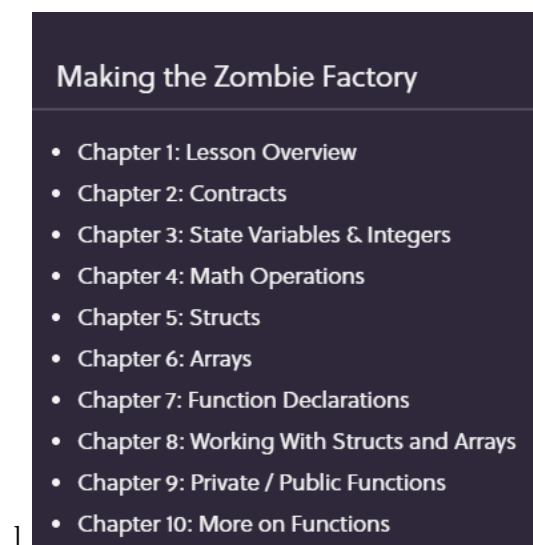 Making the Zombie Factory
• Chapter 1: Lesson Overview
• Chapter 2: Contracts
• Chapter 3: State Variables & Integers
• Chapter 4: Math Operations
• Chapter 5: Structs
• Chapter 6: Arrays
• Chapter 7: Function Declarations
• Chapter 8: Working With Structs and Arrays
• Chapter 9: Private / Public Functions
• Chapter 10: More on Functions
]